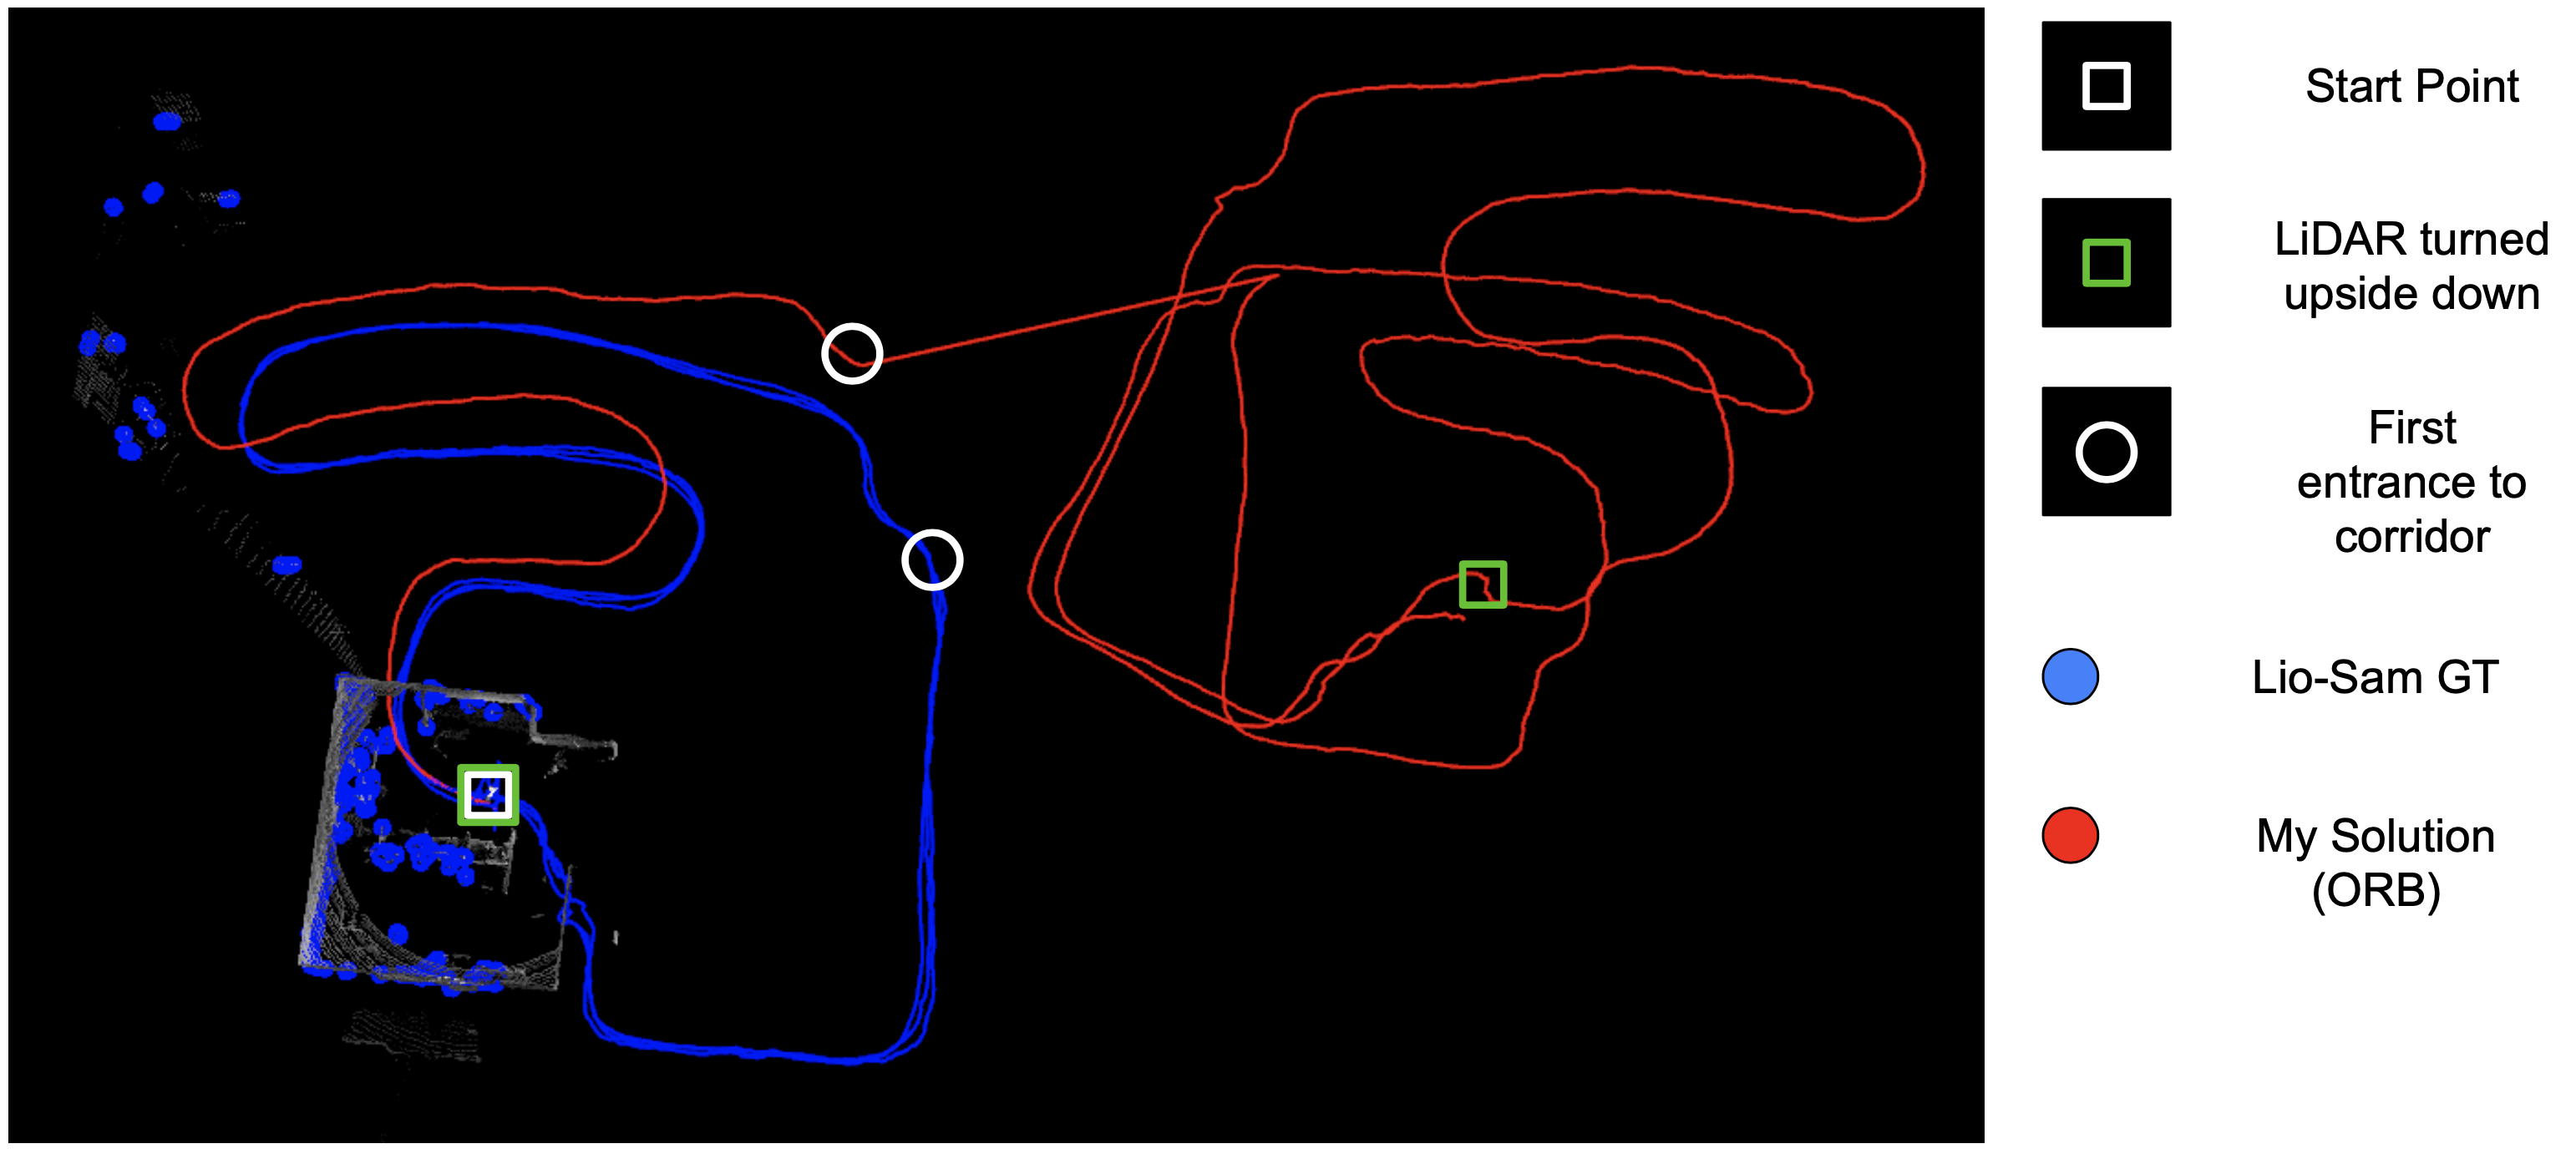 Start Point
LiDAR turned
upside down
First
entrance to
corridor
Lio-Sam GT
My Solution
(ORB)